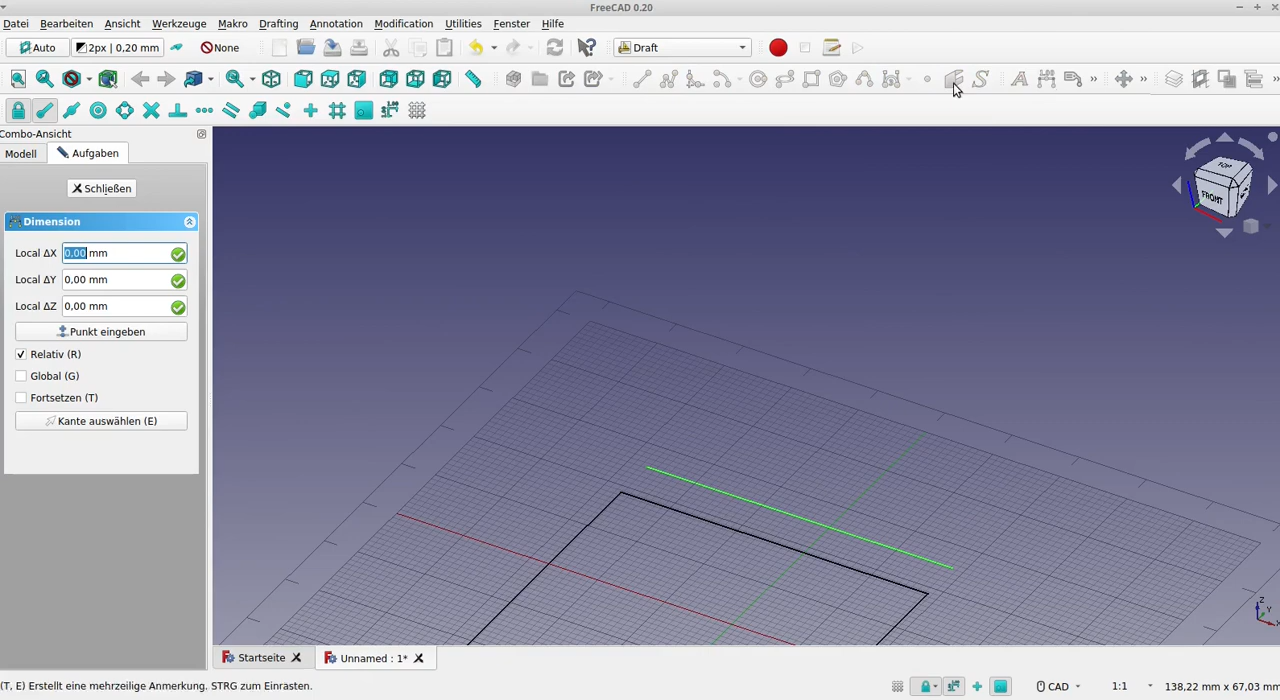 FreeCAD 0.20
Datei Bearbeiten Ansicht Werkzeuge Makro Drafting Annotation Modification Utilities Fenster Hilfe
Auto 2px | 0.20 mm None Draft
Combo-Ansicht
Modell Aufgaben
Schließen
Dimension
Local ΔX 0,00 mm
Local ΔY 0,00 mm
Local ΔZ 0,00 mm
Punkt eingeben
Relativ (R)
Global (G)
Fortsetzen (T)
Kante auswählen (E)
TOP
FRONT
Z
Y
X
Startseite Unnamed : 1*
(T, E) Erstellt eine mehrzeilige Anmerkung. STRG zum Einrasten. CAD 1:1 138.22 mm x 67,03 mm